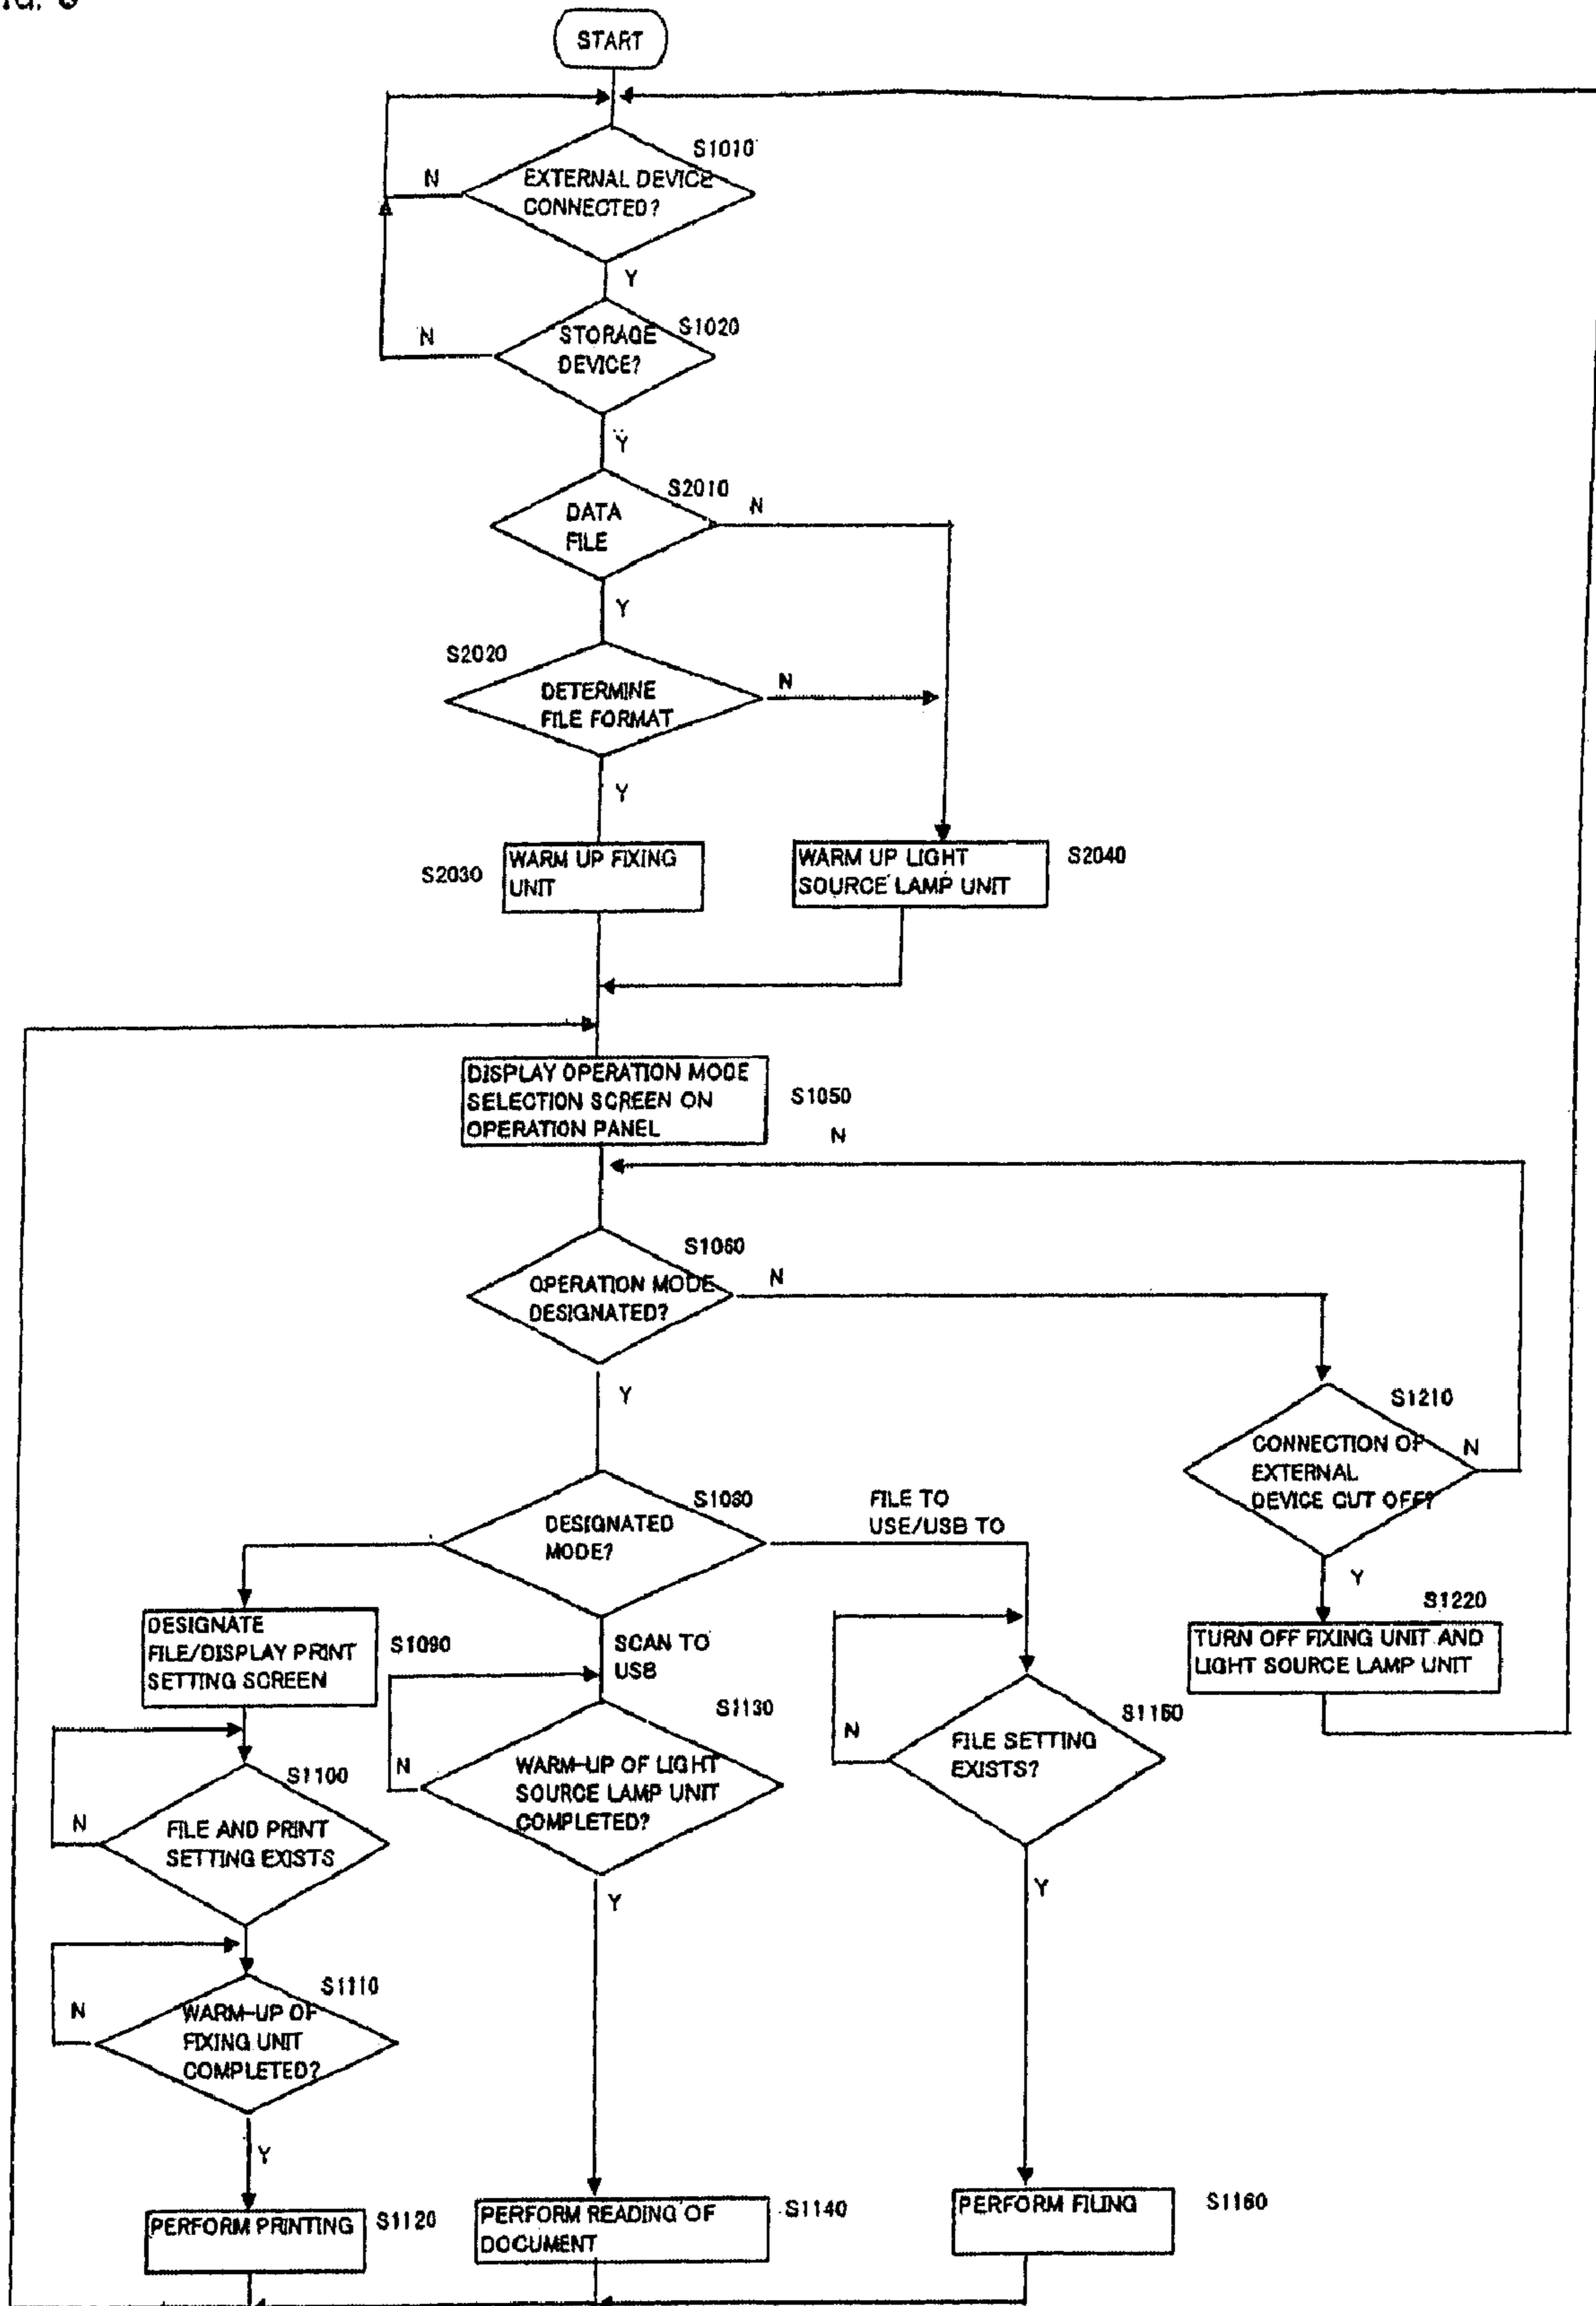 START
S1010
EXTERNAL DEVICE
CONNECTED?
N
Y
S1020
STORAGE
DEVICE?
N
Y
S2010
DATA
FILE
N
Y
S2020
DETERMINE
FILE FORMAT
N
Y
S2030
WARM UP FIXING
UNIT
WARM UP LIGHT
SOURCE LAMP UNIT
S2040
DISPLAY OPERATION MODE
SELECTION SCREEN ON
OPERATION PANEL
S1050
N
S1060
OPERATION MODE
DESIGNATED?
N
Y
S1210
CONNECTION OF
EXTERNAL
DEVICE CUT OFF?
N
Y
S1220
TURN OFF FIXING UNIT AND
LIGHT SOURCE LAMP UNIT
S1080
DESIGNATED
MODE?
FILE TO
USE/USB TO
DESIGNATE
FILE/DISPLAY PRINT
SETTING SCREEN
S1090
SCAN TO
USB
S1100
FILE AND PRINT
SETTING EXISTS
N
S1110
WARM-UP OF
FIXING UNIT
COMPLETED?
N
Y
PERFORM PRINTING
S1120
S1130
WARM-UP OF LIGHT
SOURCE LAMP UNIT
COMPLETED?
N
Y
PERFORM READING OF
DOCUMENT
S1140
S1150
FILE SETTING
EXISTS?
N
Y
PERFORM FILING
S1160